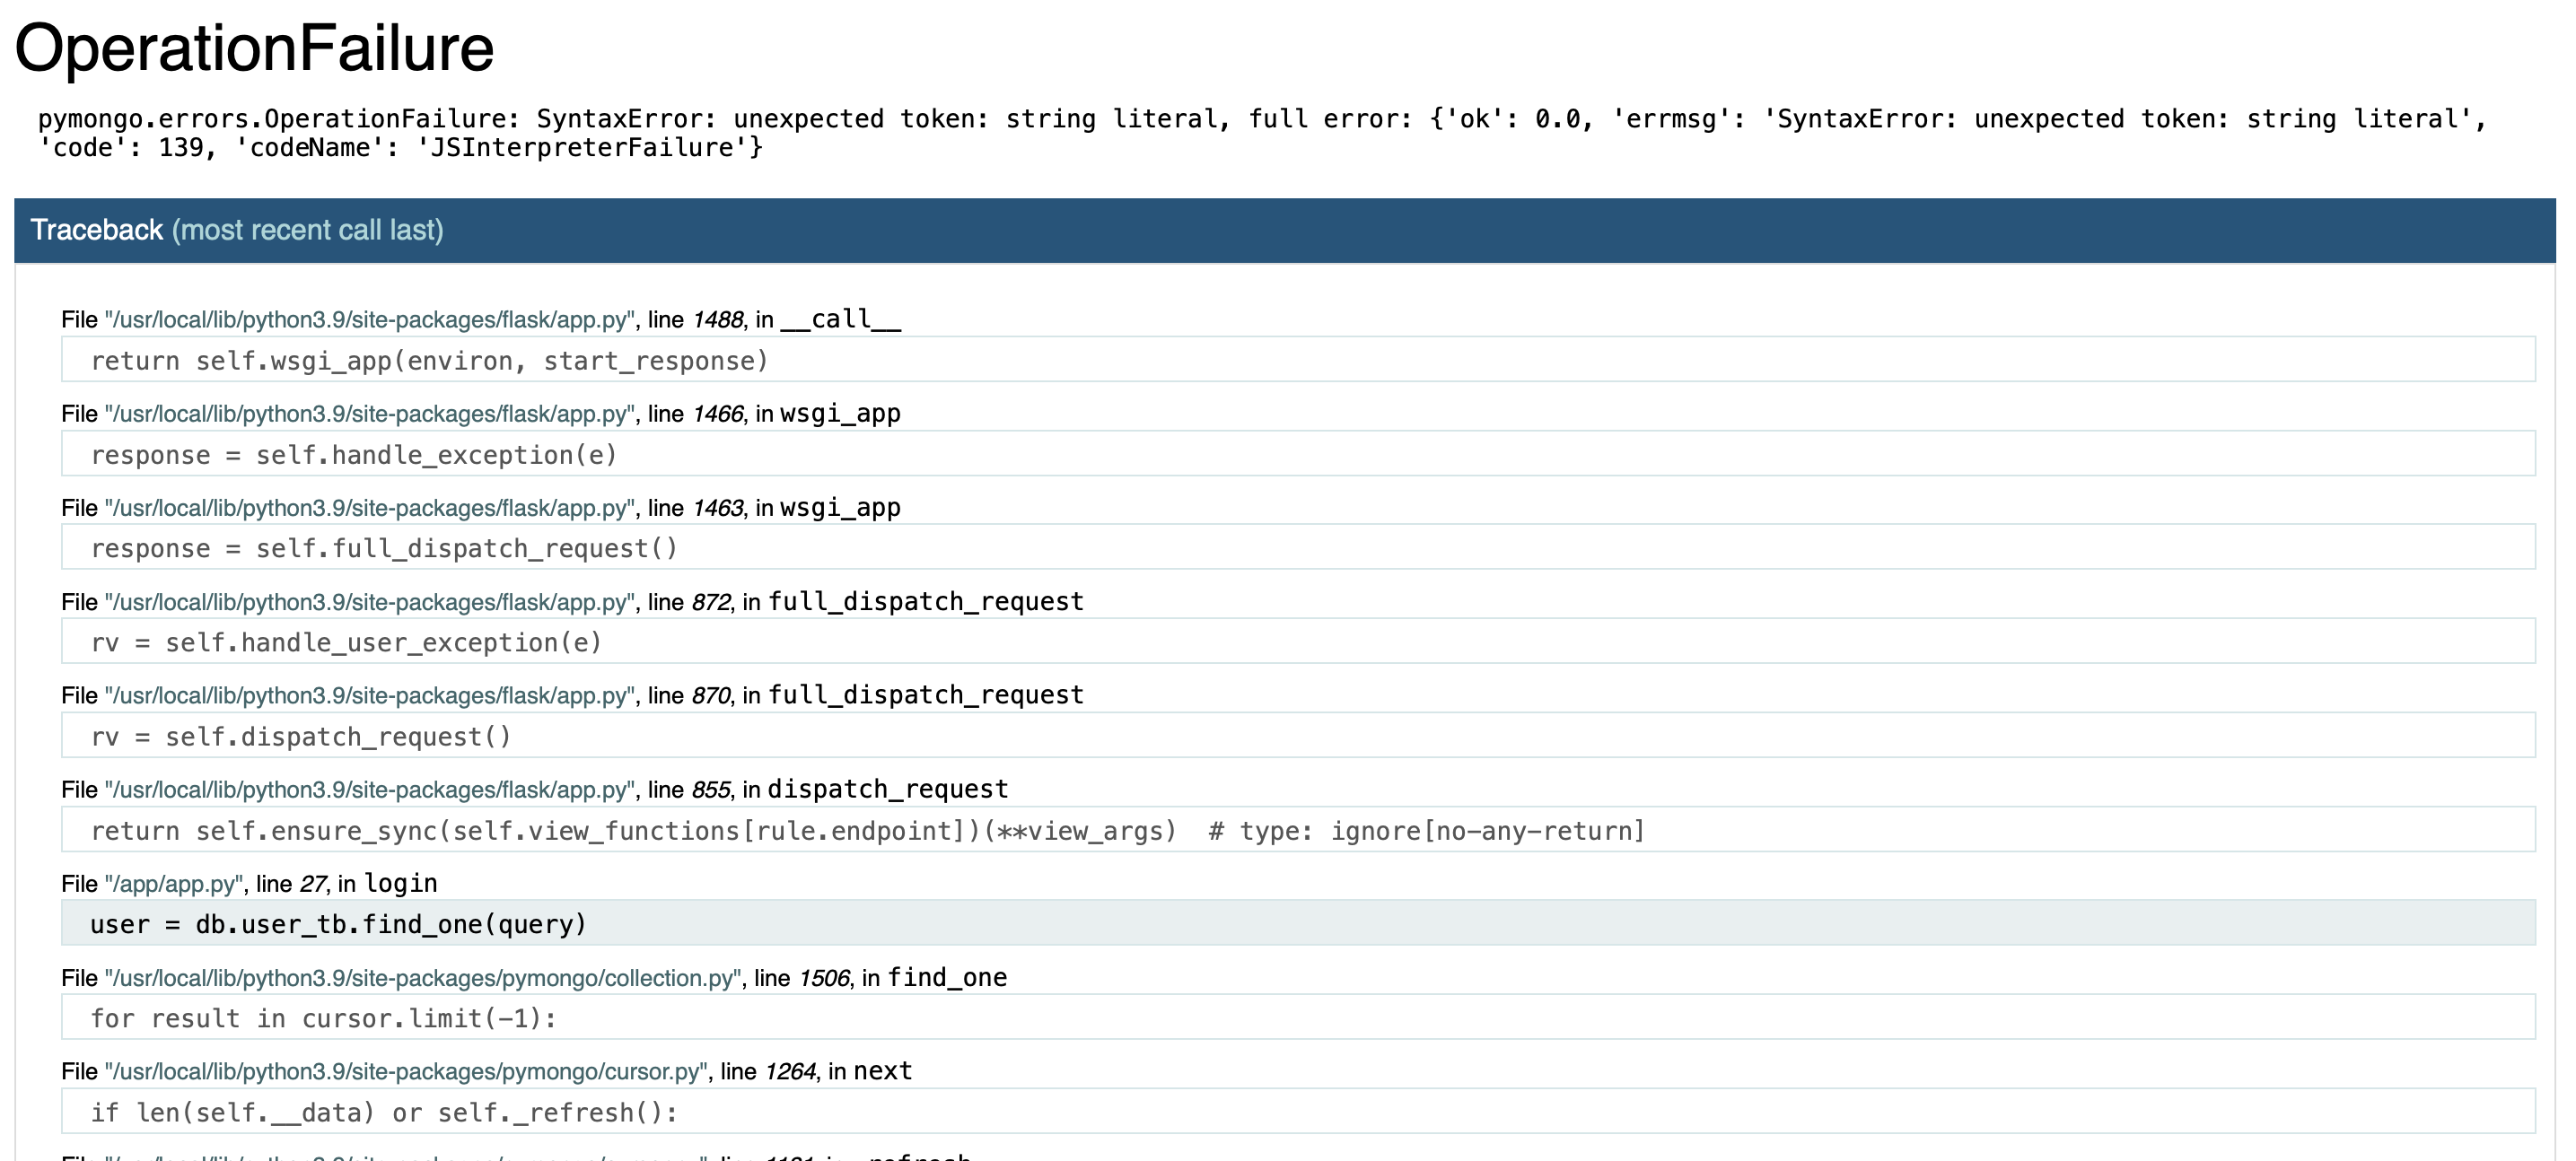 OperationFailure
pymongo.errors.OperationFailure: SyntaxError: unexpected token: string literal, full error: {'ok': 0.0, 'errmsg': 'SyntaxError: unexpected token: string literal',
'code': 139, 'codeName': 'JSInterpreterFailure'}
Traceback (most recent call last)
File "/usr/local/lib/python3.9/site-packages/flask/app.py", line 1488, in __call__
return self.wsgi_app(environ, start_response)
File "/usr/local/lib/python3.9/site-packages/flask/app.py", line 1466, in wsgi_app
response = self.handle_exception(e)
File "/usr/local/lib/python3.9/site-packages/flask/app.py", line 1463, in wsgi_app
response = self.full_dispatch_request()
File "/usr/local/lib/python3.9/site-packages/flask/app.py", line 872, in full_dispatch_request
rv = self.handle_user_exception(e)
File "/usr/local/lib/python3.9/site-packages/flask/app.py", line 870, in full_dispatch_request
rv = self.dispatch_request()
File "/usr/local/lib/python3.9/site-packages/flask/app.py", line 855, in dispatch_request
return self.ensure_sync(self.view_functions[rule.endpoint])(**view_args)  # type: ignore[no-any-return]
File "/app/app.py", line 27, in login
user = db.user_tb.find_one(query)
File "/usr/local/lib/python3.9/site-packages/pymongo/collection.py", line 1506, in find_one
for result in cursor.limit(-1):
File "/usr/local/lib/python3.9/site-packages/pymongo/cursor.py", line 1264, in next
if len(self.__data) or self._refresh():